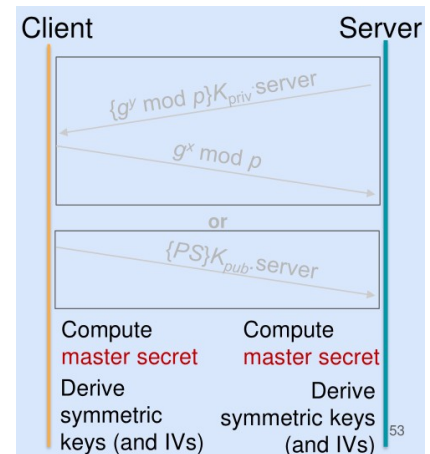 Client
Server
{g^y mod p}K_priv.server
g^x mod p
or
{PS}K_pub.server
Compute
master secret
Compute
master secret
Derive
symmetric
keys (and IVs)
Derive
symmetric keys
(and IVs)
53